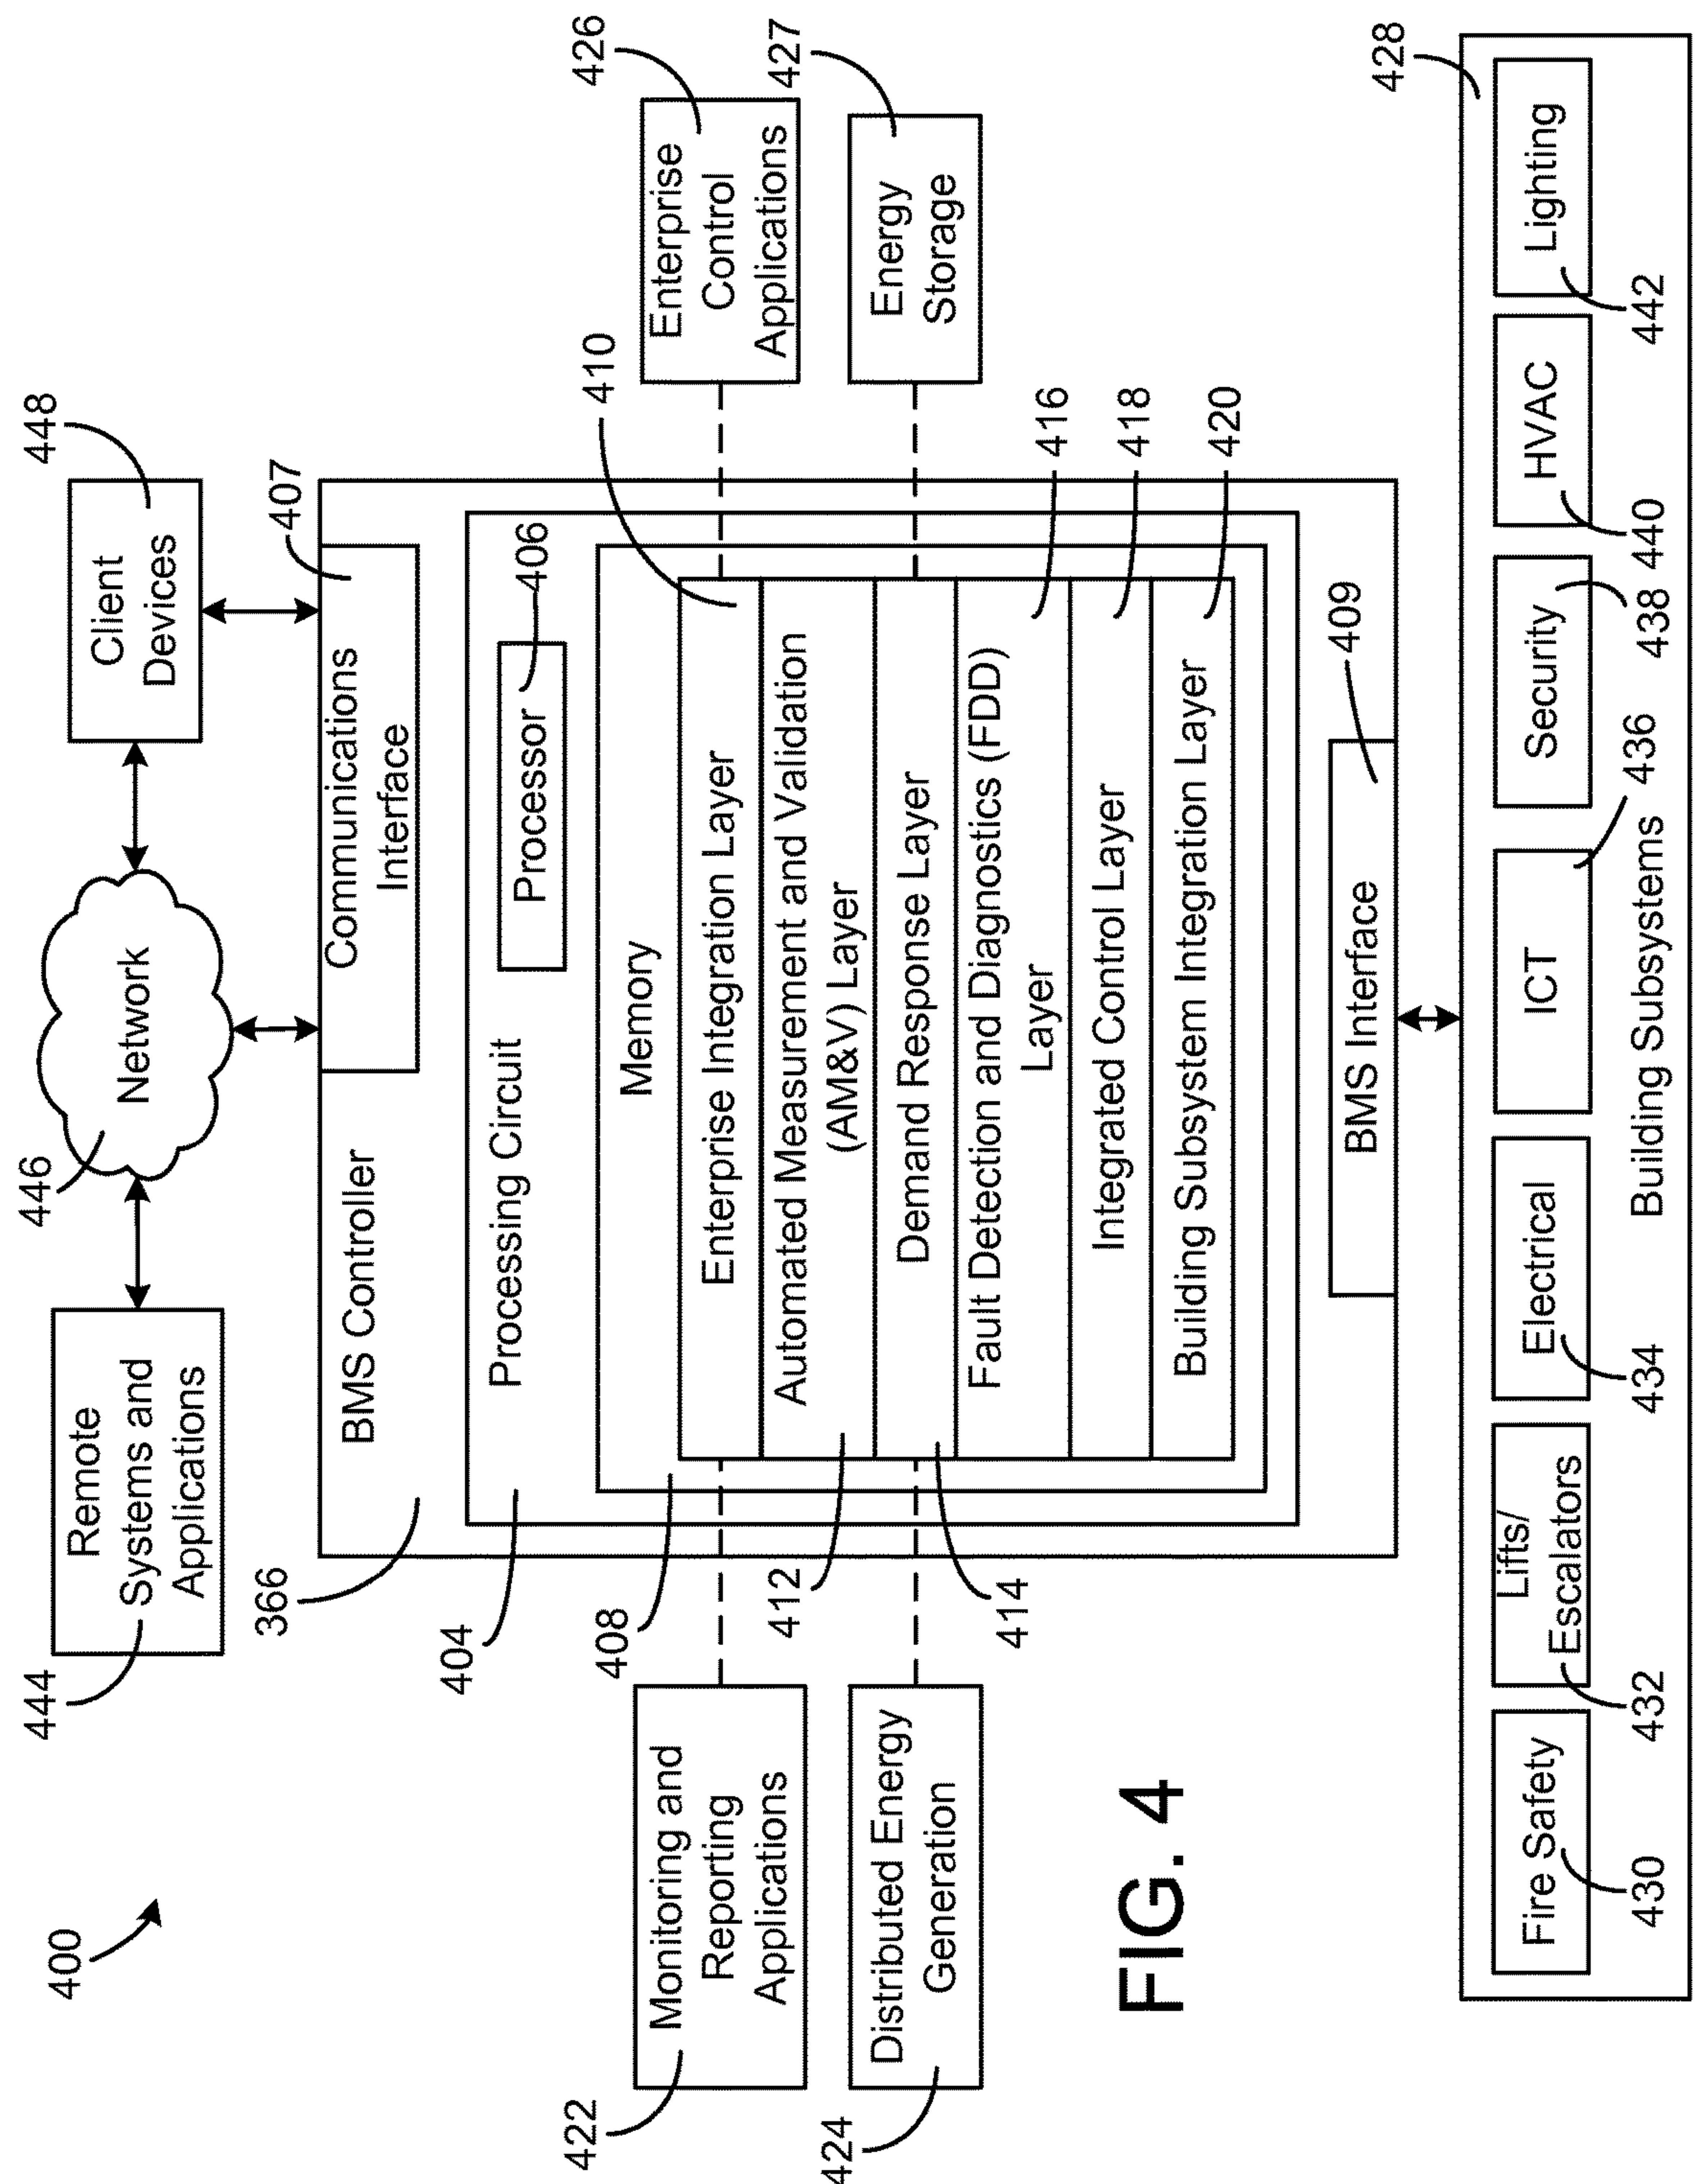 400
444
Remote
Systems and
Applications
446
Network
448
Client
Devices
366
BMS Controller
Communications
Interface
407
404
Processing Circuit
Processor
406
408
Memory
410
Enterprise Integration Layer
412
Automated Measurement and Validation
(AM&V) Layer
414
Demand Response Layer
Fault Detection and Diagnostics (FDD)
Layer
416
Integrated Control Layer
418
Building Subsystem Integration Layer
420
422
Monitoring and
Reporting
Applications
424
Distributed Energy
Generation
426
Enterprise
Control
Applications
427
Energy
Storage
BMS Interface
409
FIG. 4
428
Fire Safety
430
Lifts/
Escalators
432
Electrical
434
ICT
436
Security
438
HVAC
440
Lighting
442
Building Subsystems